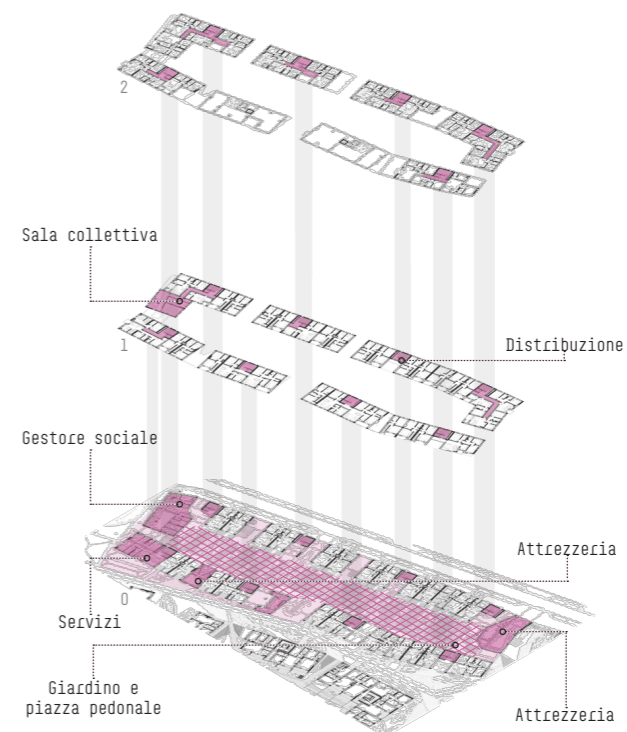 2
Sala collettiva
1
Distribuzione
Gestore sociale
Attrezzeria
0
Servizi
Giardino e
piazza pedonale
Attrezzeria